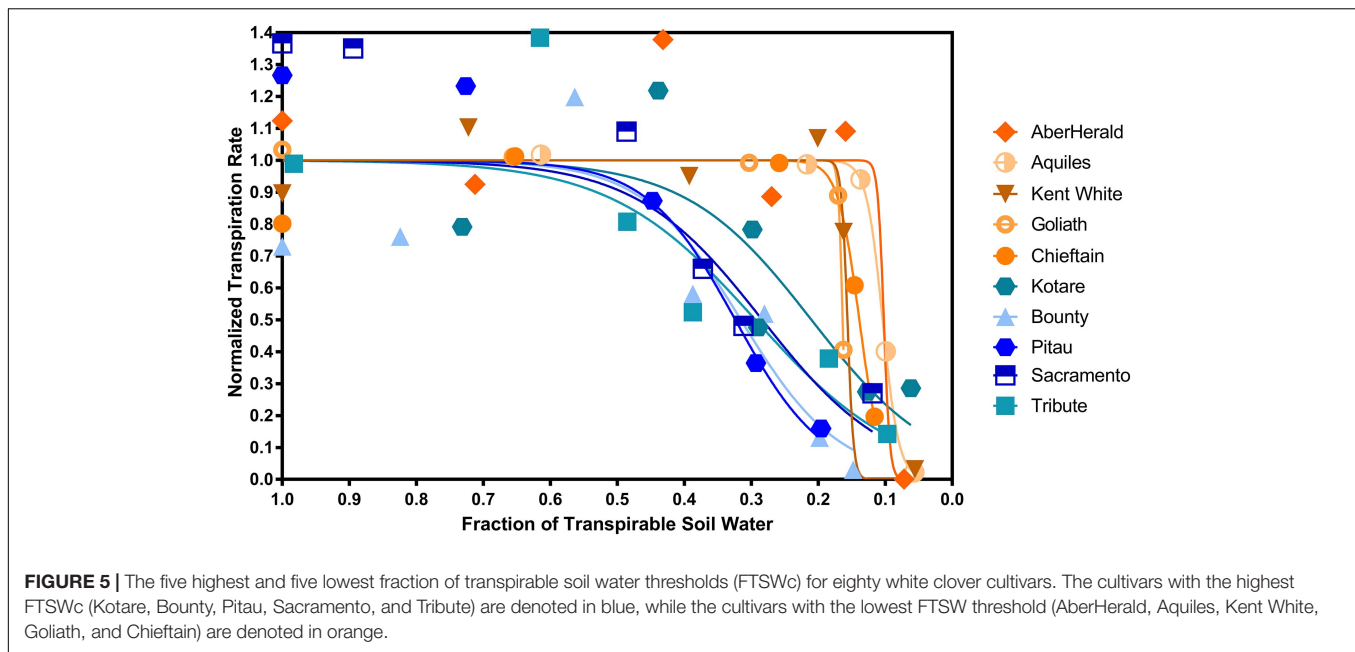 1.4
1.3
1.2
1.1
1.0
0.9
0.8
0.7
0.6
0.5
0.4
0.3
0.2
0.1
0.0
Normalized Transpiration Rate
1.0 0.9 0.8 0.7 0.6 0.5 0.4 0.3 0.2 0.1 0.0
Fraction of Transpirable Soil Water
AberHerald
Aquiles
Kent White
Goliath
Chieftain
Kotare
Bounty
Pitau
Sacramento
Tribute
FIGURE 5 | The five highest and five lowest fraction of transpirable soil water thresholds (FTSWc) for eighty white clover cultivars. The cultivars with the highest
FTSWc (Kotare, Bounty, Pitau, Sacramento, and Tribute) are denoted in blue, while the cultivars with the lowest FTSW threshold (AberHerald, Aquiles, Kent White,
Goliath, and Chieftain) are denoted in orange.